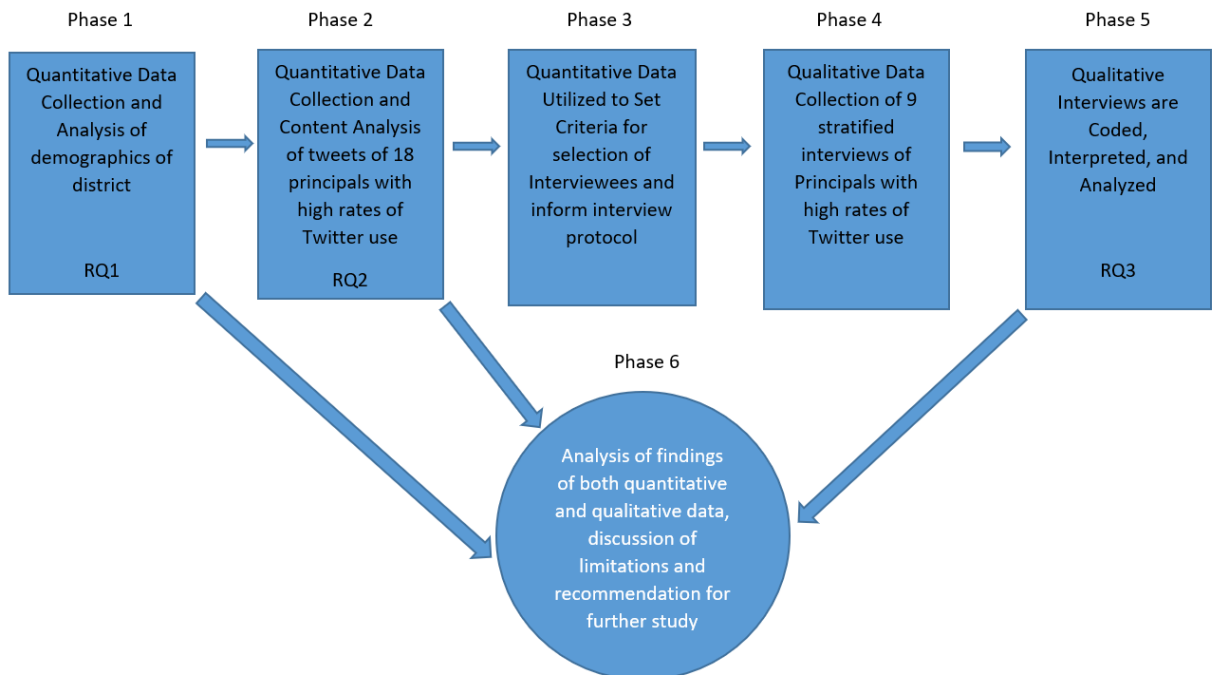 Phase 1
Quantitative Data
Collection and
Analysis of
demographics of
district
RQ1
Phase 2
Quantitative Data
Collection and
Content Analysis
of tweets of 18
principals with
high rates of
Twitter use
RQ2
Phase 3
Quantitative Data
Utilized to Set
Criteria for
selection of
Interviewees and
inform interview
protocol
Phase 4
Qualitative Data
Collection of 9
stratified
interviews of
Principals with
high rates of
Twitter use
Phase 5
Qualitative
Interviews are
Coded,
Interpreted, and
Analyzed
RQ3
Phase 6
Analysis of findings
of both quantitative
and qualitative data,
discussion of
limitations and
recommendation for
further study